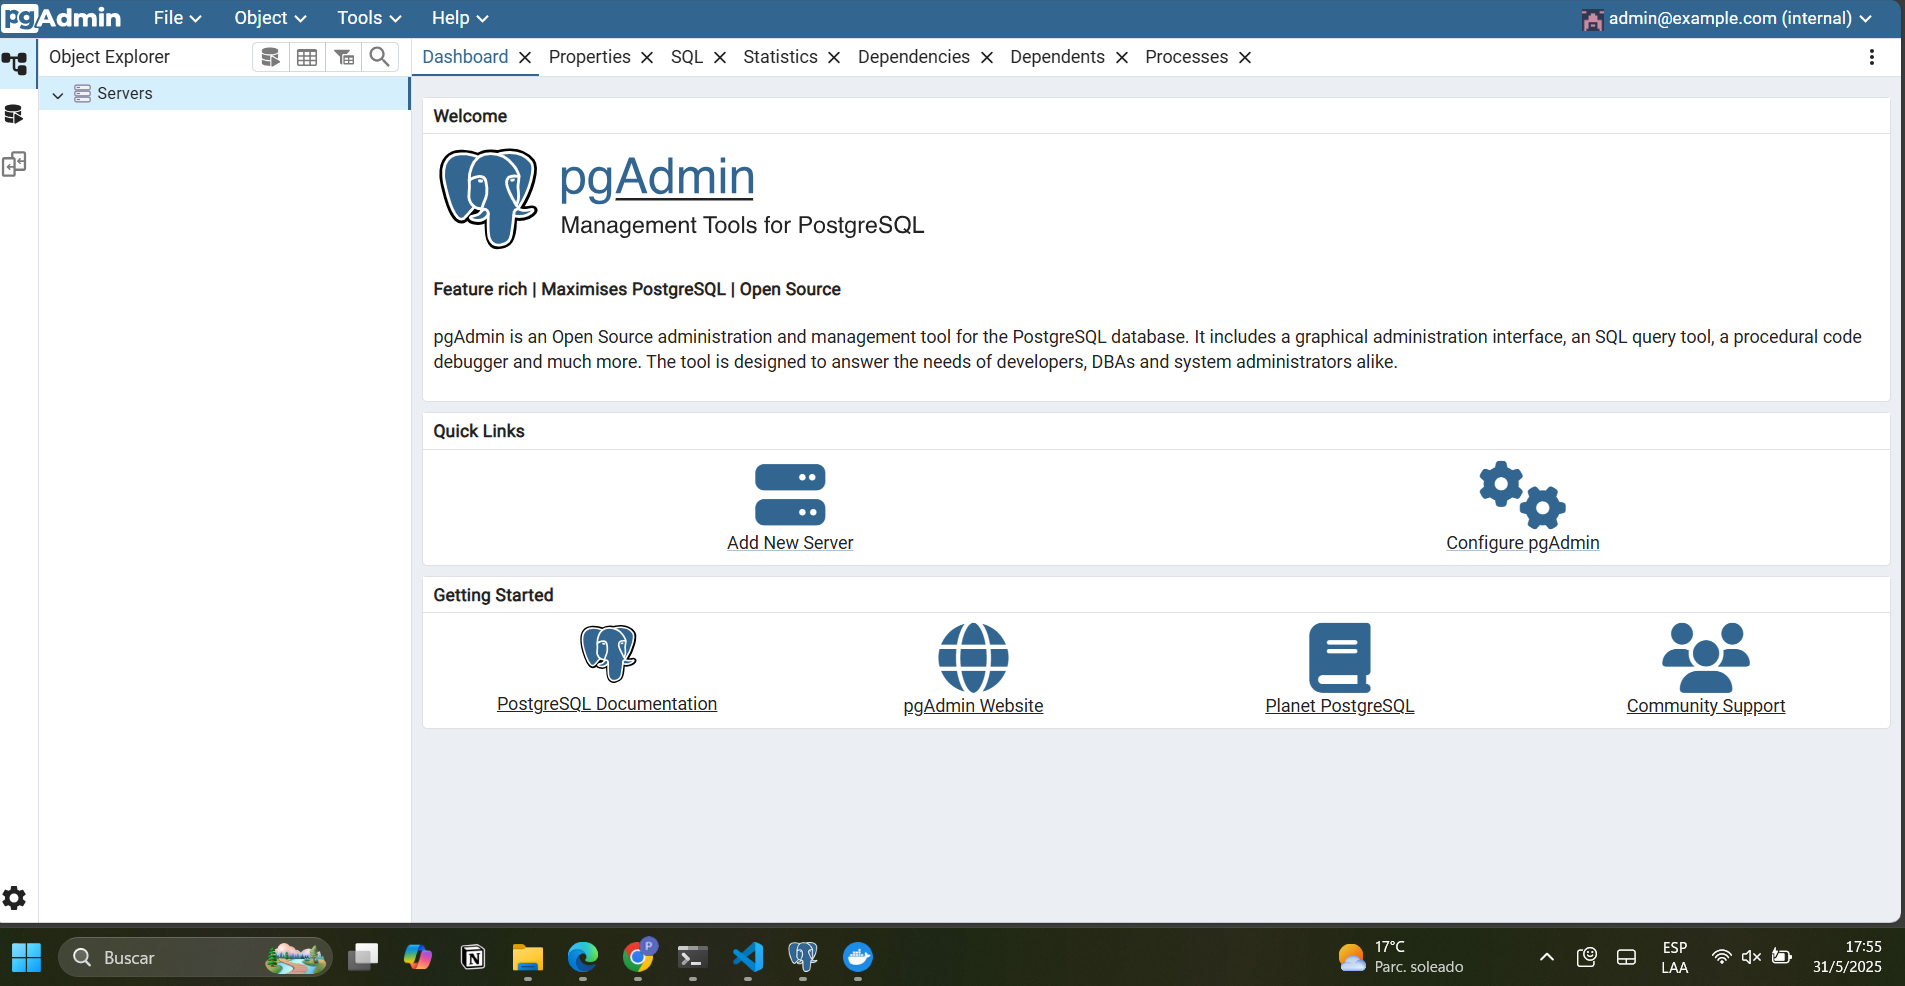 pgAdmin File Object Tools Help admin@example.com (internal)
Object Explorer
Dashboard Properties SQL Statistics Dependencies Dependents Processes
Servers
Welcome
pgAdmin
Management Tools for PostgreSQL
Feature rich | Maximises PostgreSQL | Open Source
pgAdmin is an Open Source administration and management tool for the PostgreSQL database. It includes a graphical administration interface, an SQL query tool, a procedural code
debugger and much more. The tool is designed to answer the needs of developers, DBAs and system administrators alike.
Quick Links
Add New Server Configure pgAdmin
Getting Started
PostgreSQL Documentation pgAdmin Website Planet PostgreSQL Community Support
Buscar
P
17°C
Parc. soleado
ESP
LAA
17:55
31/5/2025